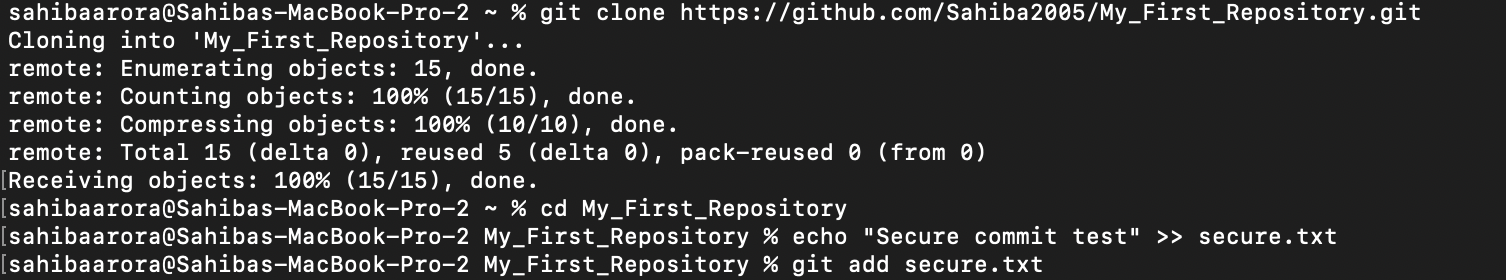 sahibaarora@Sahibas-MacBook-Pro-2 ~ % git clone https://github.com/Sahiba2005/My_First_Repository.git
Cloning into 'My_First_Repository'...
remote: Enumerating objects: 15, done.
remote: Counting objects: 100% (15/15), done.
remote: Compressing objects: 100% (10/10), done.
remote: Total 15 (delta 0), reused 5 (delta 0), pack-reused 0 (from 0)
[Receiving objects: 100% (15/15), done.
[sahibaarora@Sahibas-MacBook-Pro-2 ~ % cd My_First_Repository
[sahibaarora@Sahibas-MacBook-Pro-2 My_First_Repository % echo "Secure commit test" >> secure.txt
[sahibaarora@Sahibas-MacBook-Pro-2 My_First_Repository % git add secure.txt